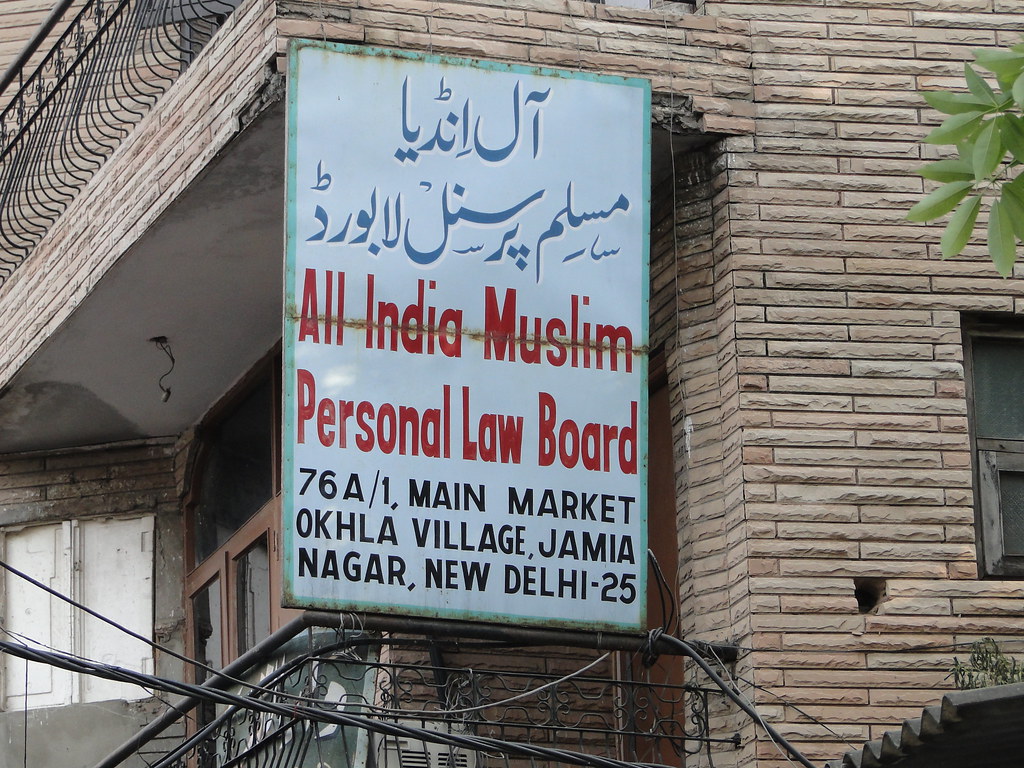 آل انڈیا
مسلم پرسنل لا بورڈ
All India Muslim
Personal Law Board
76A/1, MAIN MARKET
OKHLA VILLAGE, JAMIA
NAGAR, NEW DELHI-25